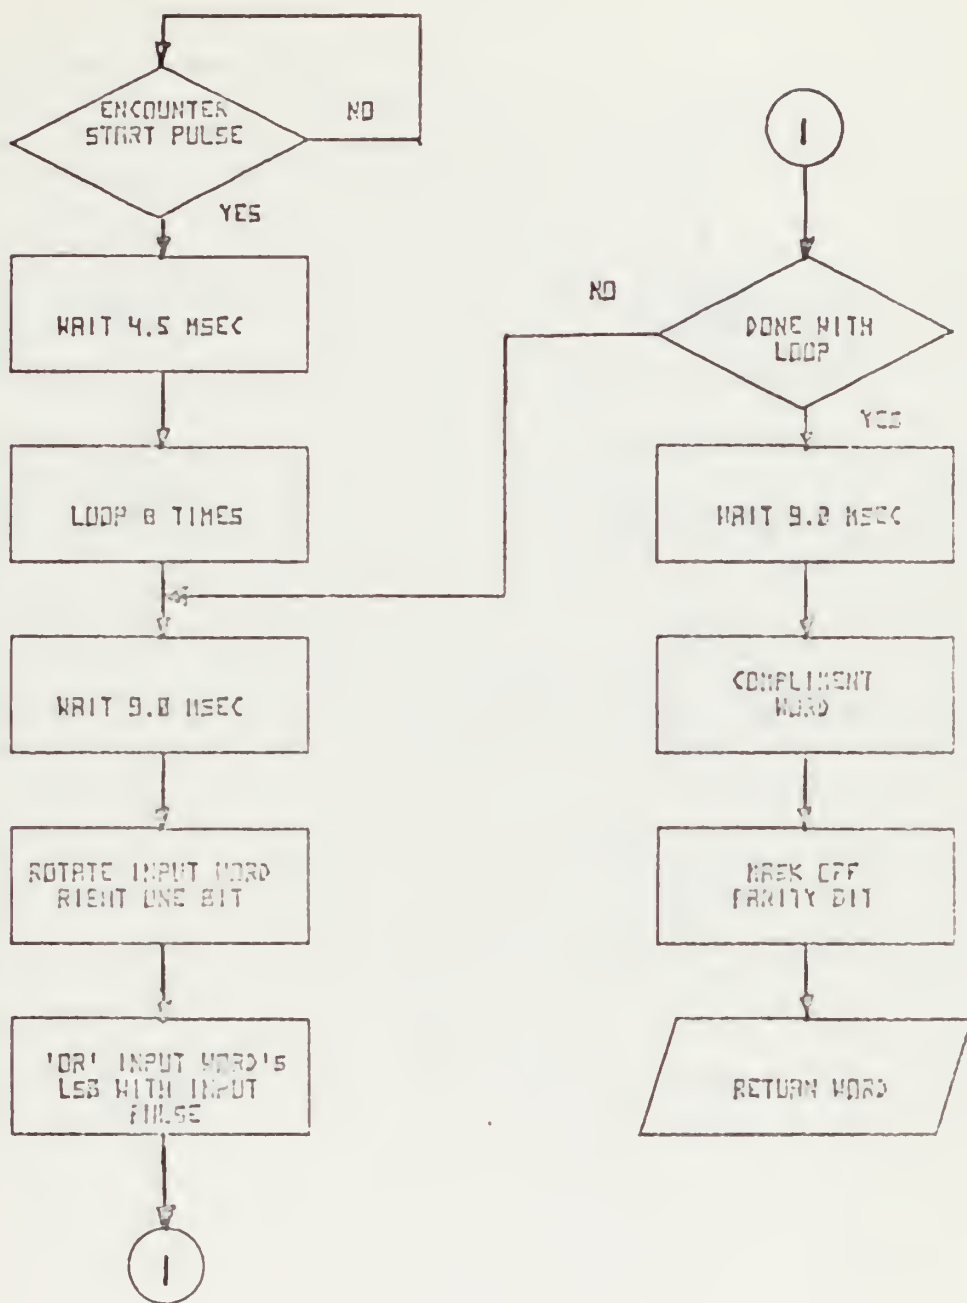 ENCOUNTER
START PULSE
NO
YES
WAIT 4.5 MSEC
LOOP 8 TIMES
WAIT 9.0 MSEC
ROTATE INPUT WORD
RIGHT ONE BIT
'OR' INPUT WORD'S
LSB WITH INPUT
PULSE
1
1
DONE WITH
LOOP
NO
YES
WAIT 9.0 MSEC
COMPLIMENT
WORD
MASK OFF
PARITY BIT
RETURN WORD